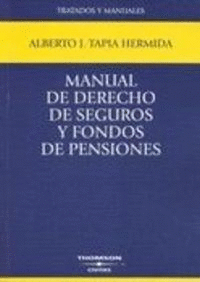 TRATADOS Y MANUALES
ALBERTO J. TAPIA HERMIDA
MANUAL
DE DERECHO
DE SEGUROS
Y FONDOS
DE PENSIONES
THOMSON
CIVITAS